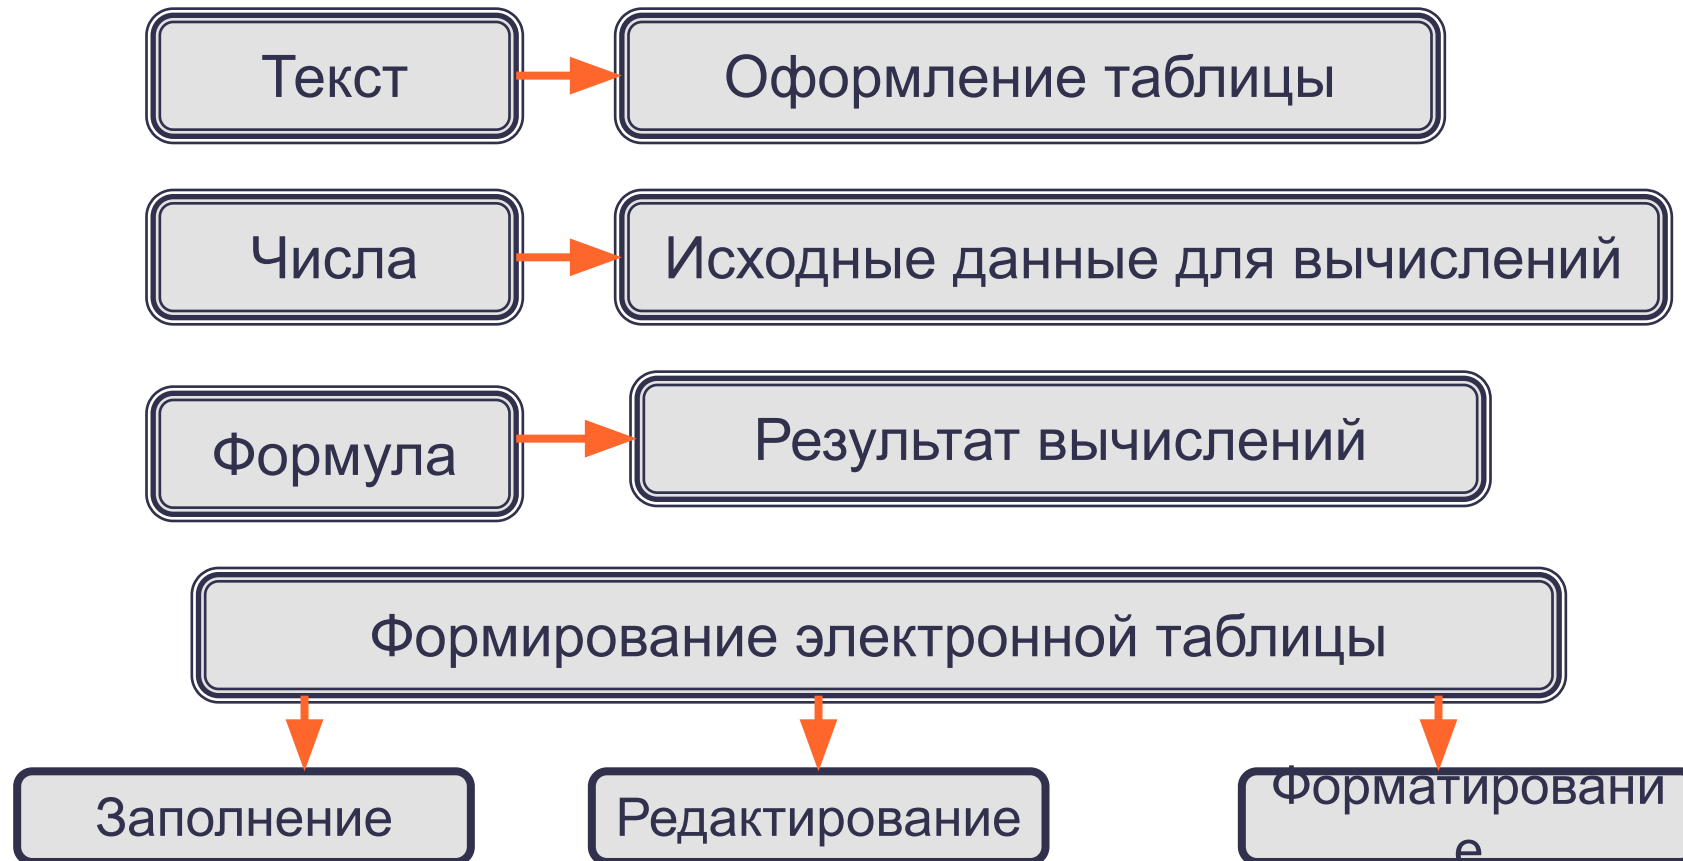 Текст
Оформление таблицы
Числа
Исходные данные для вычислений
Формула
Результат вычислений
Формирование электронной таблицы
Заполнение
Редактирование
Форматировани
е